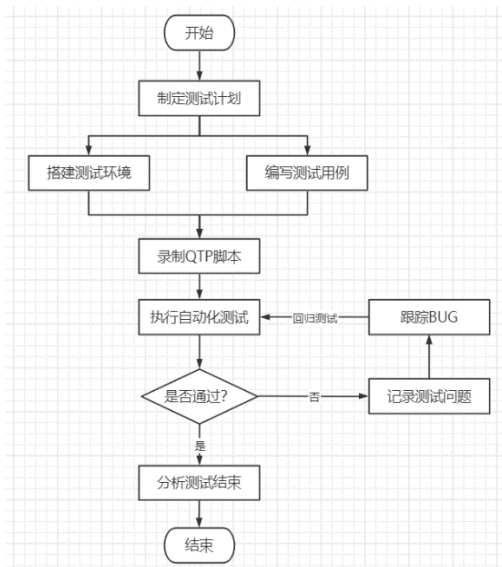 开始
制定测试计划
搭建测试环境
编写测试用例
录制QTP脚本
执行自动化测试
回归测试
跟踪BUG
是否通过?
否
记录测试问题
是
分析测试结束
结束